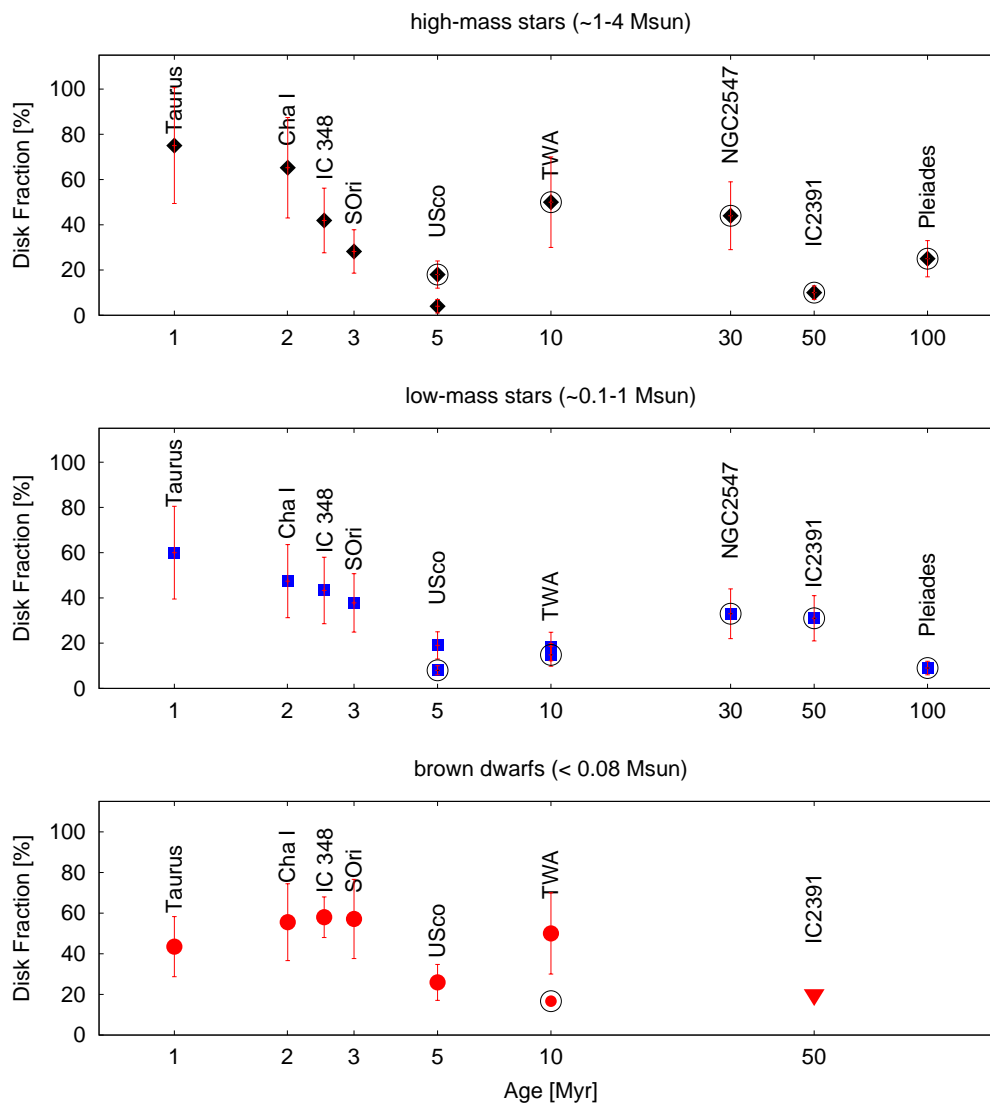 high-mass stars (~1-4 Msun)
Disk Fraction [%]
100
80
60
40
20
0
Taurus
Cha I
IC 348
SOri
USco
TWA
NGC2547
IC2391
Pleiades
1
2
3
5
10
30
50
100
low-mass stars (~0.1-1 Msun)
Disk Fraction [%]
100
80
60
40
20
0
Taurus
Cha I
IC 348
SOri
USco
TWA
NGC2547
IC2391
Pleiades
1
2
3
5
10
30
50
100
brown dwarfs (< 0.08 Msun)
Disk Fraction [%]
100
80
60
40
20
0
Taurus
Cha I
IC 348
SOri
USco
TWA
IC2391
1
2
3
5
10
50
Age [Myr]